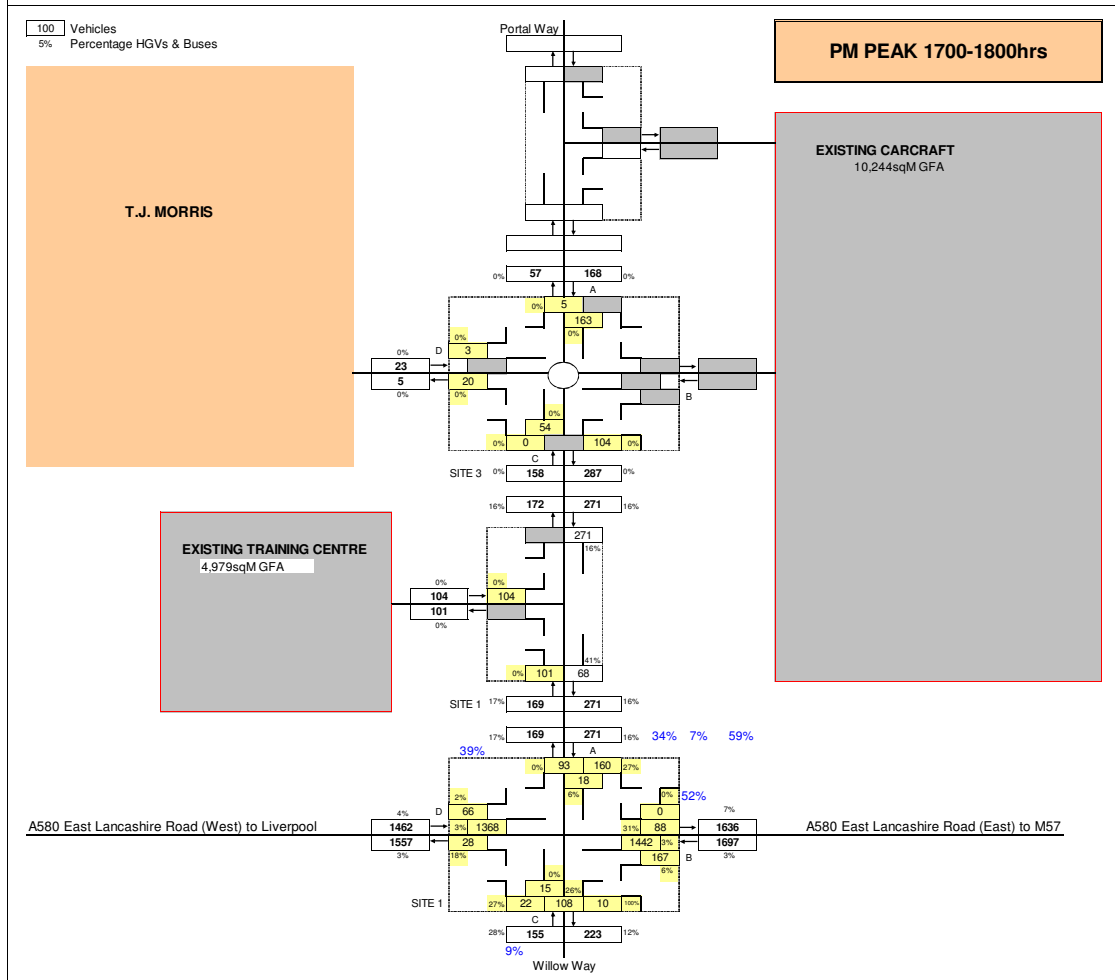 100 Vehicles
5% Percentage HGVs & Buses
Portal Way
PM PEAK 1700-1800hrs
EXISTING CARCRAFT
10,244sqM GFA
T.J. MORRIS
0% 57 168 0%
A
0% 5
163
0%
0%
D
3
0%
23
5
0%
20
0%
B
0%
54
0% 0 104 0%
C
SITE 3 0% 158 287 0%
16% 172 271 16%
271
16%
EXISTING TRAINING CENTRE
4,979sqM GFA
0%
104
101
0%
0%
104
41%
0% 101 68
SITE 1 17% 169 271 16%
17% 169 271 16% 34% 7% 59%
39%
A
0% 93 160 27%
18
6%
2%
D
66
0% 52%
0
4%
7%
A580 East Lancashire Road (West) to Liverpool 1462 3% 1368 31% 88 1636 A580 East Lancashire Road (East) to M57
1557 28 1442 3% 1697
3% 18% 167 B 3%
6%
0%
15 26%
SITE 1 27% 22 108 10 100%
C
28% 155 223 12%
9%
Willow Way